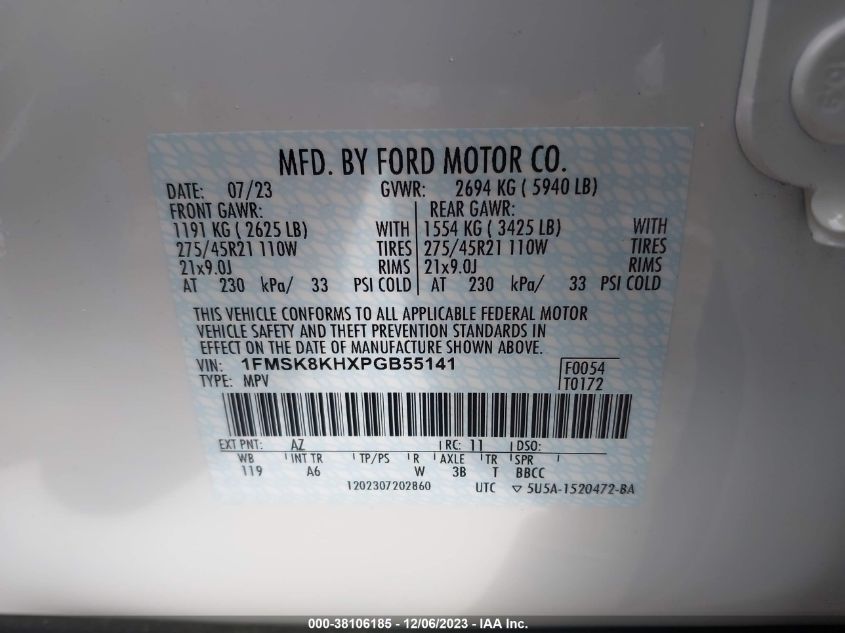 MFD. BY FORD MOTOR CO.
DATE: 07/23 GVWR: 2694 KG ( 5940 LB)
FRONT GAWR: REAR GAWR:
1191 KG ( 2625 LB) WITH 1554 KG ( 3425 LB) WITH
275/45R21 110W TIRES 275/45R21 110W TIRES
21x9.0J RIMS 21x9.0J RIMS
AT 230 kPa/ 33 PSI COLD AT 230 kPa/ 33 PSI COLD
THIS VEHICLE CONFORMS TO ALL APPLICABLE FEDERAL MOTOR
VEHICLE SAFETY AND THEFT PREVENTION STANDARDS IN
EFFECT ON THE DATE OF MANUFACTURE SHOWN ABOVE.
VIN: 1FMSK8KHXPGB55141 F0054
TYPE: MPV T0172
EXT PNT: AZ RC: 11 DSO:
WB INT TR TP/PS R AXLE TR SPR
119 A6 W 3B T BBCC
1202307202860 UTC ▽ 5U5A-1520472-BA
000-38106185 - 12/06/2023 - IAA Inc.